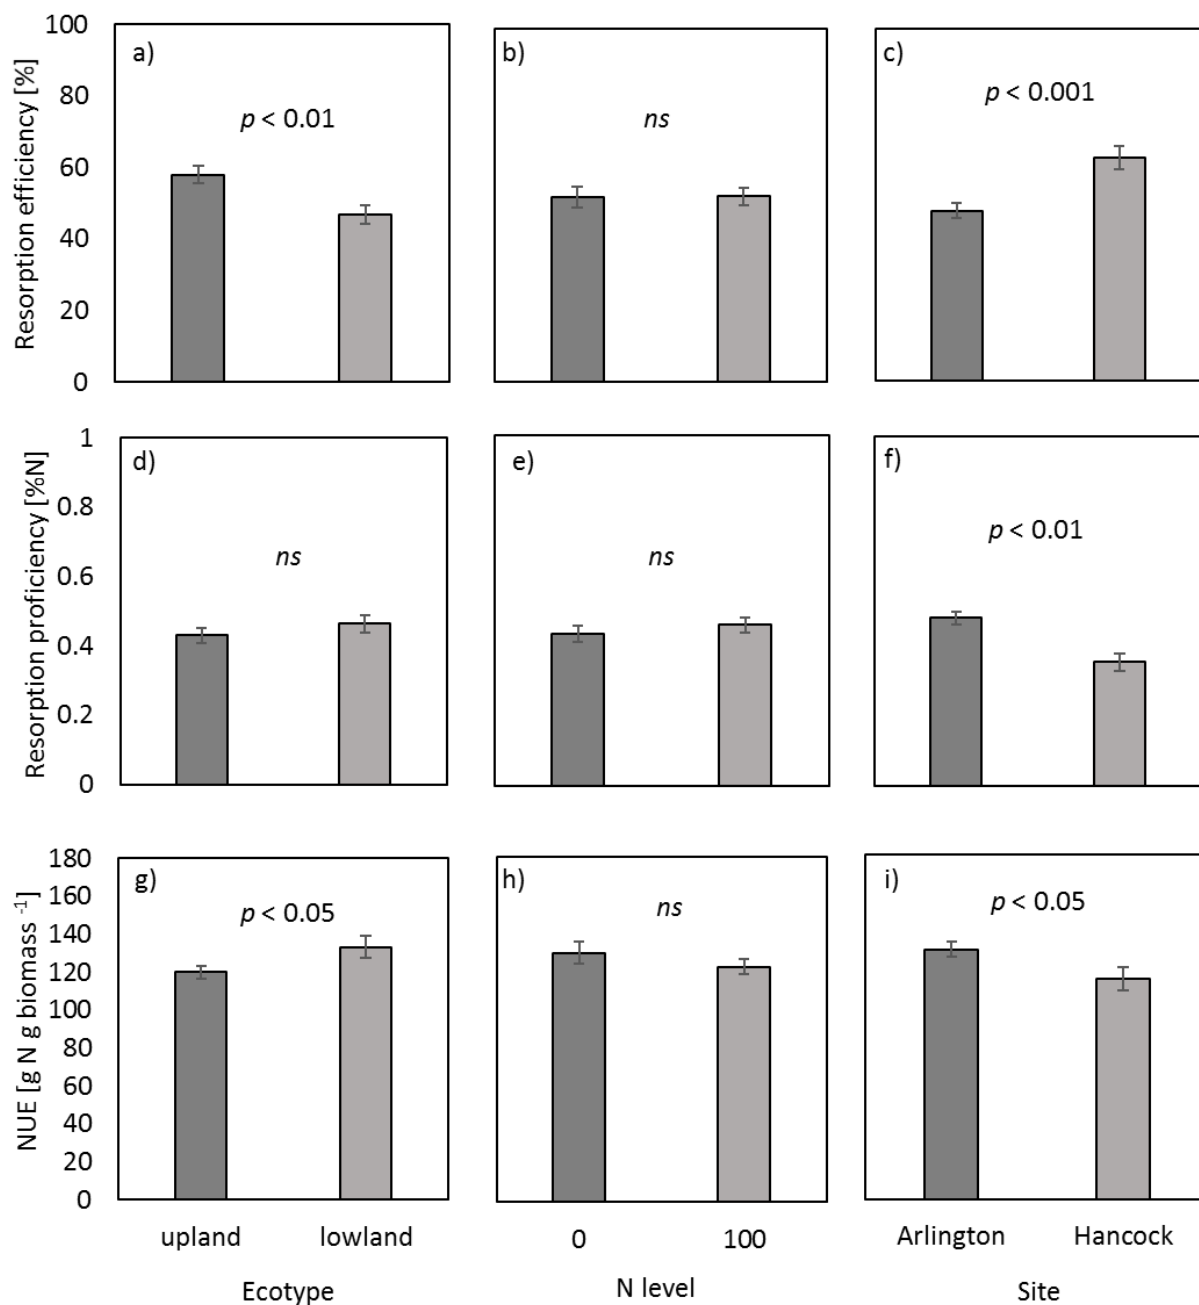 Resorption efficiency [%]
100
80
60
40
20
0
a)
p < 0.01
b)
ns
c)
p < 0.001
Resorption proficiency [%N]
1
0.8
0.6
0.4
0.2
0
d)
ns
e)
ns
f)
p < 0.01
NUE [g N g biomass ⁻¹]
180
160
140
120
100
80
60
40
20
0
g)
p < 0.05
h)
ns
i)
p < 0.05
upland lowland
0 100
Arlington Hancock
Ecotype
N level
Site